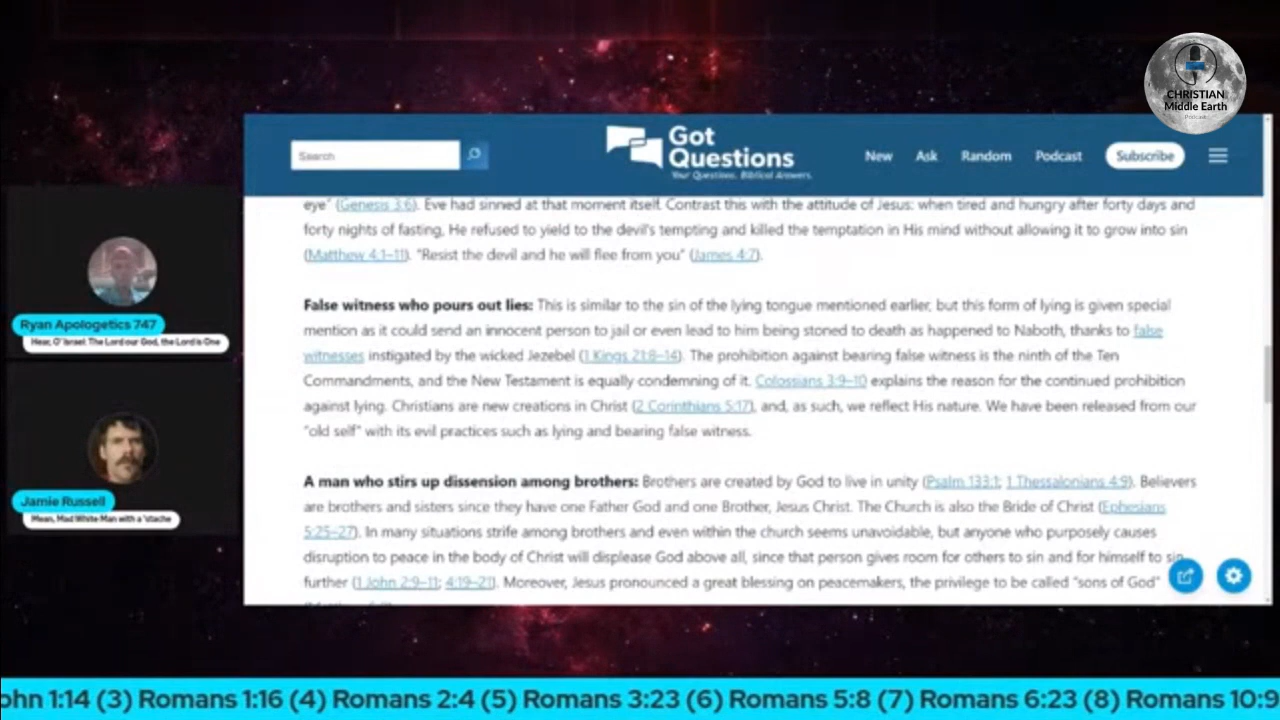 CHRISTIAN
Middle Earth
Podcast
Search
Got
Questions
Your Questions. Biblical Answers.
New Ask Random Podcast Subscribe
eye" (Genesis 3:6). Eve had sinned at that moment itself. Contrast this with the attitude of Jesus: when tired and hungry after forty days and
forty nights of fasting, He refused to yield to the devil's tempting and killed the temptation in His mind without allowing it to grow into sin
(Matthew 4:1–11). "Resist the devil and he will flee from you" (James 4:7).
False witness who pours out lies: This is similar to the sin of the lying tongue mentioned earlier, but this form of lying is given special
mention as it could send an innocent person to jail or even lead to him being stoned to death as happened to Naboth, thanks to false
witnesses instigated by the wicked Jezebel (1 Kings 21:8–14). The prohibition against bearing false witness is the ninth of the Ten
Commandments, and the New Testament is equally condemning of it. Colossians 3:9–10 explains the reason for the continued prohibition
against lying. Christians are new creations in Christ (2 Corinthians 5:17), and, as such, we reflect His nature. We have been released from our
"old self" with its evil practices such as lying and bearing false witness.
A man who stirs up dissension among brothers: Brothers are created by God to live in unity (Psalm 133:1; 1 Thessalonians 4:9). Believers
are brothers and sisters since they have one Father God and one Brother, Jesus Christ. The Church is also the Bride of Christ (Ephesians
5:25–27). In many situations strife among brothers and even within the church seems unavoidable, but anyone who purposely causes
disruption to peace in the body of Christ will displease God above all, since that person gives room for others to sin and for himself to sin
further (1 John 2:9–11; 4:19–21). Moreover, Jesus pronounced a great blessing on peacemakers, the privilege to be called "sons of God"
Ryan Apologetics 747
Hear, O' Israel: The Lord our God, the Lord is One
Jamie Russell
Mean, Mad White Man with a 'stache
ohn 1:14 (3) Romans 1:16 (4) Romans 2:4 (5) Romans 3:23 (6) Romans 5:8 (7) Romans 6:23 (8) Romans 10:9